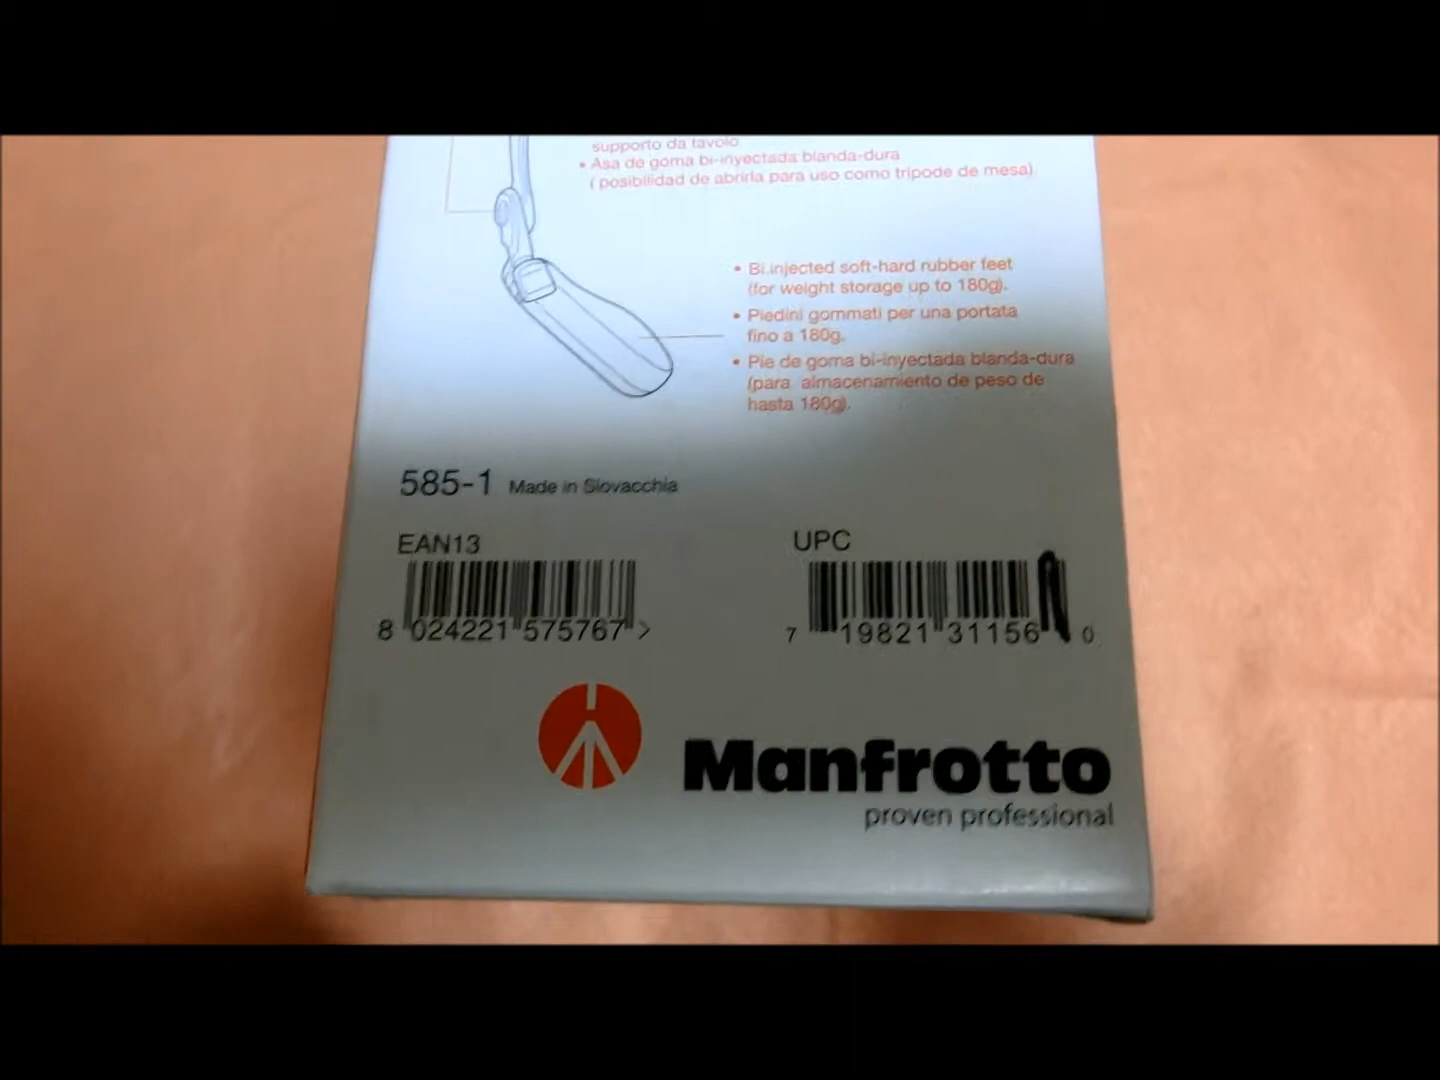 supporto da tavolo
• Asa de goma bi-inyectada blanda-dura
( posibilidad de abrirla para uso como tripode de mesa).
• Bi.injected soft-hard rubber feet
(for weight storage up to 180g).
• Piedini gommati per una portata
fino a 180g.
• Pie de goma bi-inyectada blanda-dura
(para almacenamiento de peso de
hasta 180g).
585-1 Made in Slovacchia
EAN13
UPC
8 024221 575767 >
7 19821 31156 0
Manfrotto
proven professional